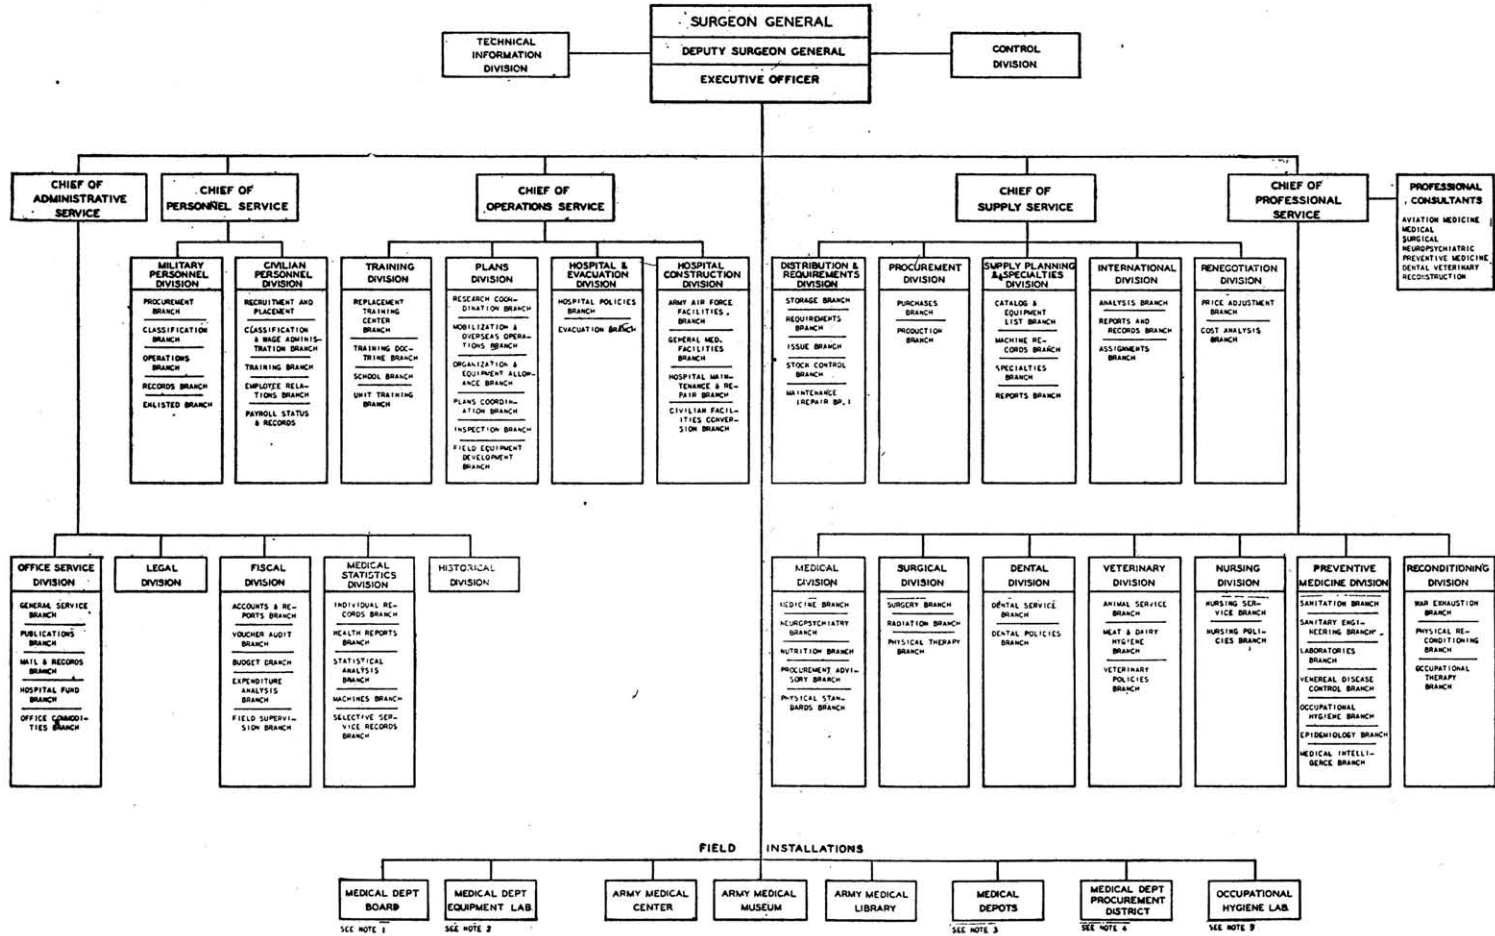 SURGEON GENERAL
DEPUTY SURGEON GENERAL
EXECUTIVE OFFICER
TECHNICAL
INFORMATION
DIVISION
CONTROL
DIVISION
CHIEF OF
ADMINISTRATIVE
SERVICE
CHIEF OF
PERSONNEL SERVICE
CHIEF OF
OPERATIONS SERVICE
CHIEF OF
SUPPLY SERVICE
CHIEF OF
PROFESSIONAL
SERVICE
PROFESSIONAL
CONSULTANTS
AVIATION MEDICINE
MEDICAL
SURGICAL
NEUROPSYCHIATRIC
PREVENTIVE MEDICINE
DENTAL VETERINARY
RECONSTRUCTION
MILITARY
PERSONNEL
DIVISION
PROCUREMENT
BRANCH
CLASSIFICATION
BRANCH
OPERATIONS
BRANCH
RECORDS BRANCH
ENLISTED BRANCH
CIVILIAN
PERSONNEL
DIVISION
RECRUITMENT AND
PLACEMENT
CLASSIFICATION
& WAGE ADMINIS-
TRATION BRANCH
TRAINING BRANCH
EMPLOYEE RELA-
TIONS BRANCH
PAYROLL STATUS
& RECORDS
TRAINING
DIVISION
REPLACEMENT
TRAINING
CENTER
BRANCH
TRAINING DOC-
TRINE BRANCH
SCHOOL BRANCH
UNIT TRAINING
BRANCH
PLANS
DIVISION
RESEARCH COOR-
DINATION BRANCH
MOBILIZATION &
OVERSEAS OPERA-
TIONS BRANCH
ORGANIZATION &
EQUIPMENT ALLOW-
ANCE BRANCH
PLANS COORDIN-
ATION BRANCH
INSPECTION BRANCH
FIELD EQUIPMENT
DEVELOPMENT
BRANCH
HOSPITAL &
EVACUATION
DIVISION
HOSPITAL POLICIES
BRANCH
EVACUATION BRANCH
HOSPITAL
CONSTRUCTION
DIVISION
ARMY AIR FORCE
FACILITIES
BRANCH
GENERAL MED.
FACILITIES
BRANCH
HOSPITAL MAIN-
TENANCE & RE-
PAIR BRANCH
CIVILIAN FACIL-
ITIES CONVER-
SION BRANCH
DISTRIBUTION &
REQUIREMENTS
DIVISION
STORAGE BRANCH
REQUIREMENTS
BRANCH
ISSUE BRANCH
STOCK CONTROL
BRANCH
MAINTENANCE
(REPAIR BR.)
PROCUREMENT
DIVISION
PURCHASES
BRANCH
PRODUCTION
BRANCH
SUPPLY PLANNING
& SPECIALTIES
DIVISION
CATALOG &
EQUIPMENT
LIST BRANCH
MACHINE RE-
CORDS BRANCH
SPECIALTIES
BRANCH
REPORTS BRANCH
INTERNATIONAL
DIVISION
ANALYSIS BRANCH
REPORTS AND
RECORDS BRANCH
ASSIGNMENTS
BRANCH
RENEGOTIATION
DIVISION
PRICE ADJUSTMENT
BRANCH
COST ANALYSIS
BRANCH
OFFICE SERVICE
DIVISION
GENERAL SERVICE
BRANCH
PUBLICATIONS
BRANCH
MAIL & RECORDS
BRANCH
HOSPITAL FUND
BRANCH
OFFICE COMMODI-
TIES BRANCH
LEGAL
DIVISION
FISCAL
DIVISION
ACCOUNTS & RE-
PORTS BRANCH
VOUCHER AUDIT
BRANCH
BUDGET BRANCH
EXPENDITURE
ANALYSIS
BRANCH
FIELD SUPERVI-
SION BRANCH
MEDICAL
STATISTICS
DIVISION
INDIVIDUAL RE-
CORDS BRANCH
HEALTH REPORTS
BRANCH
STATISTICAL
ANALYSIS
BRANCH
MACHINES BRANCH
SELECTIVE SER-
VICE RECORDS
BRANCH
HISTORICAL
DIVISION
MEDICAL
DIVISION
MEDICINE BRANCH
NEUROPSYCHIATRY
BRANCH
NUTRITION BRANCH
PROCUREMENT ADVI-
SORY BRANCH
PHYSICAL STAN-
DARDS BRANCH
SURGICAL
DIVISION
SURGERY BRANCH
RADIATION BRANCH
PHYSICAL THERAPY
BRANCH
DENTAL
DIVISION
DENTAL SERVICE
BRANCH
DENTAL POLICIES
BRANCH
VETERINARY
DIVISION
ANIMAL SERVICE
BRANCH
MEAT & DAIRY
HYGIENE
BRANCH
VETERINARY
POLICIES
BRANCH
NURSING
DIVISION
NURSING SER-
VICE BRANCH
NURSING POLI-
CIES BRANCH
PREVENTIVE
MEDICINE DIVISION
SANITATION BRANCH
SANITARY ENGI-
NEERING BRANCH
LABORATORIES
BRANCH
VENEREAL DISEASE
CONTROL BRANCH
OCCUPATIONAL
HYGIENE BRANCH
EPIDEMIOLOGY BRANCH
MEDICAL INTELLI-
GENCE BRANCH
RECONDITIONING
DIVISION
WAR EXHAUSTION
BRANCH
PHYSICAL RE-
CONDITIONING
BRANCH
OCCUPATIONAL
THERAPY
BRANCH
FIELD INSTALLATIONS
MEDICAL DEPT
BOARD
SEE NOTE 1
MEDICAL DEPT
EQUIPMENT LAB.
SEE NOTE 2
ARMY MEDICAL
CENTER
ARMY MEDICAL
MUSEUM
ARMY MEDICAL
LIBRARY
MEDICAL
DEPOTS
SEE NOTE 3
MEDICAL DEPT
PROCUREMENT
DISTRICT
SEE NOTE 4
OCCUPATIONAL
HYGIENE LAB.
SEE NOTE 5